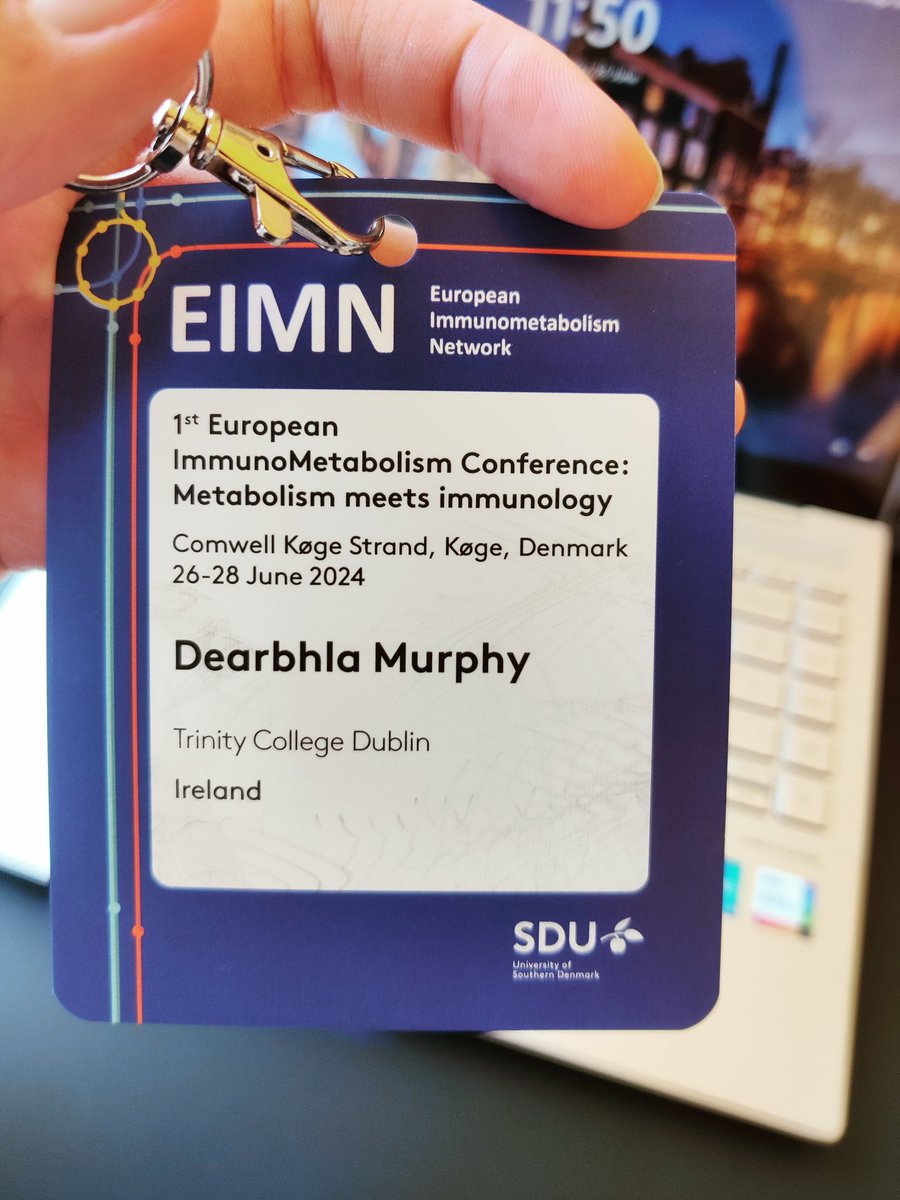 11:50
EIMN
European
Immunometabolism
Network
1st European
ImmunoMetabolism Conference:
Metabolism meets immunology
Comwell Køge Strand, Køge, Denmark
26-28 June 2024
Dearbhla Murphy
Trinity College Dublin
Ireland
SDU
University of
Southern Denmark